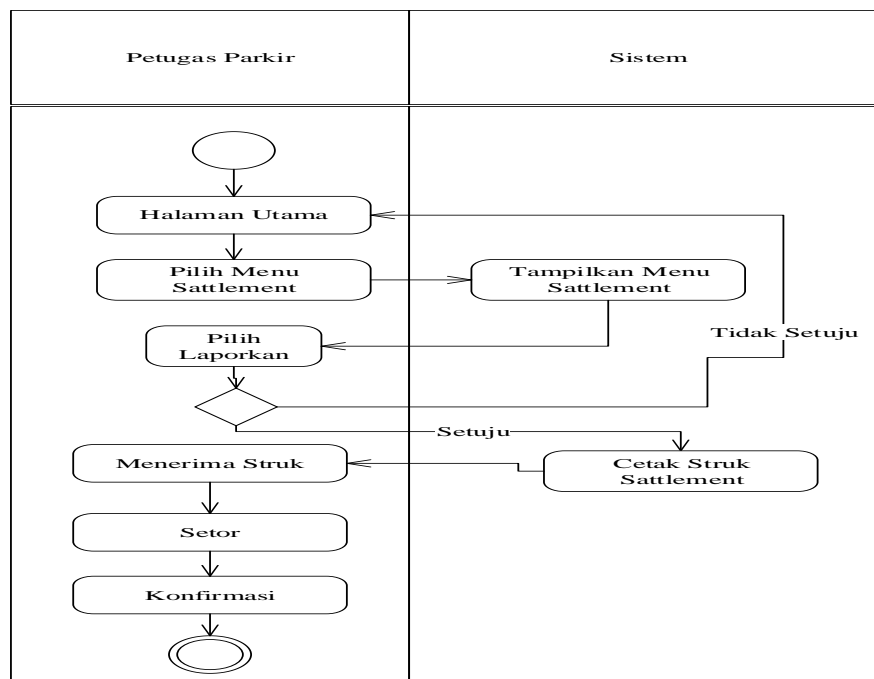 Petugas Parkir
Sistem
Halaman Utama
Pilih Menu
Sattlement
Tampilkan Menu
Sattlement
Pilih
Laporkan
Tidak Setuju
Setuju
Menerima Struk
Cetak Struk
Sattlement
Setor
Konfirmasi